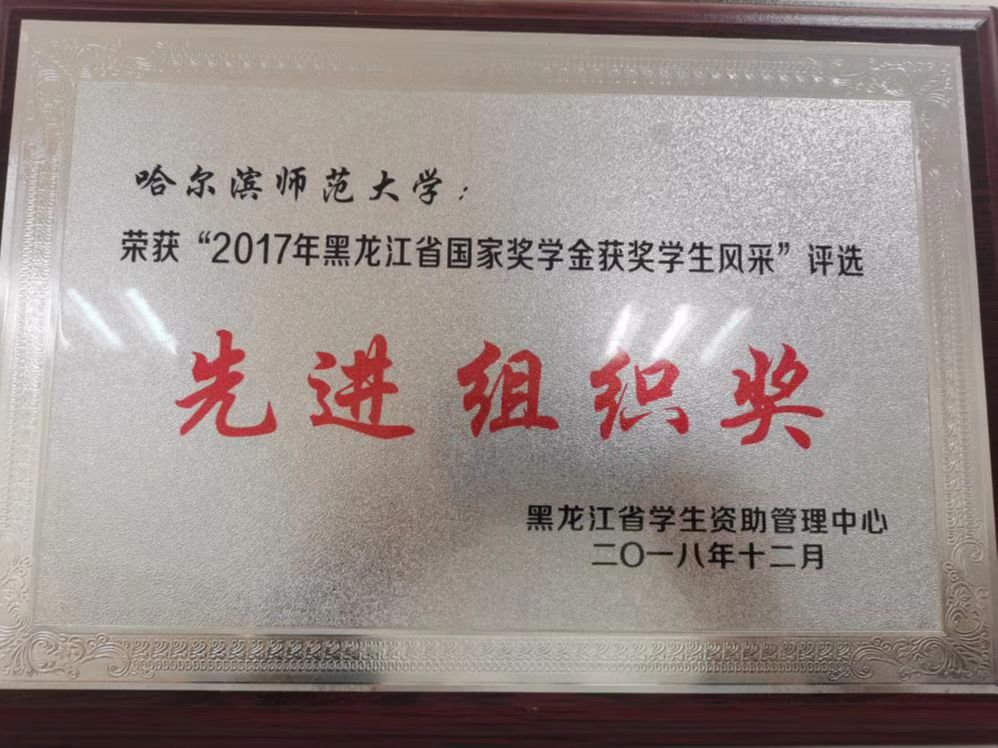 哈尔滨师范大学：
荣获“2017年黑龙江省国家奖学金获奖学生风采”评选
先进组织奖
黑龙江省学生资助管理中心
二〇一八年十二月